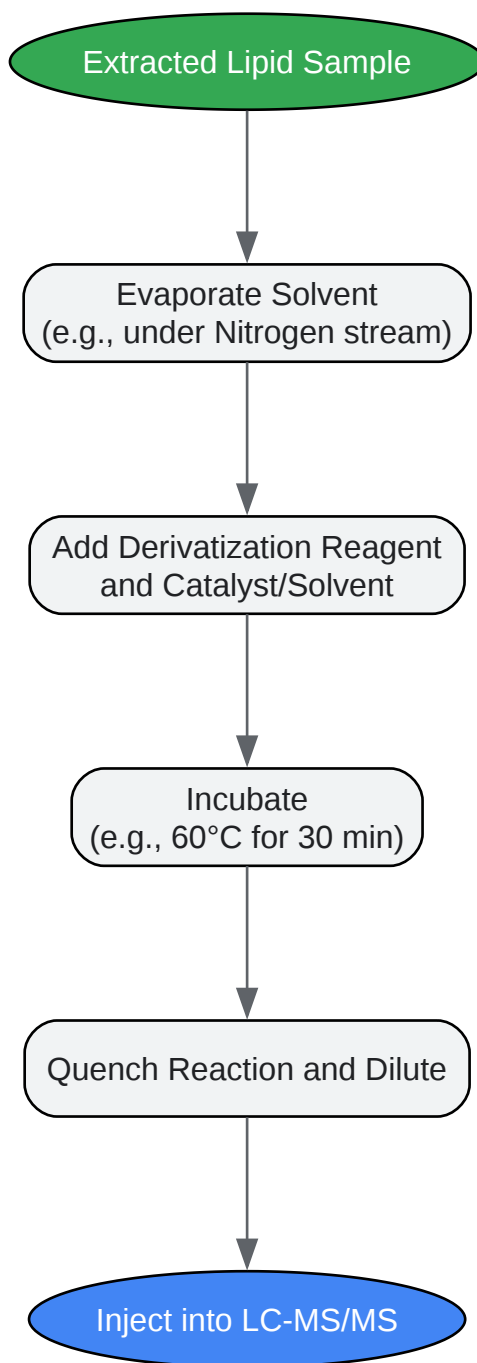 Extracted Lipid Sample
Evaporate Solvent
(e.g., under Nitrogen stream)
Add Derivatization Reagent
and Catalyst/Solvent
Incubate
(e.g., 60°C for 30 min)
Quench Reaction and Dilute
Inject into LC-MS/MS